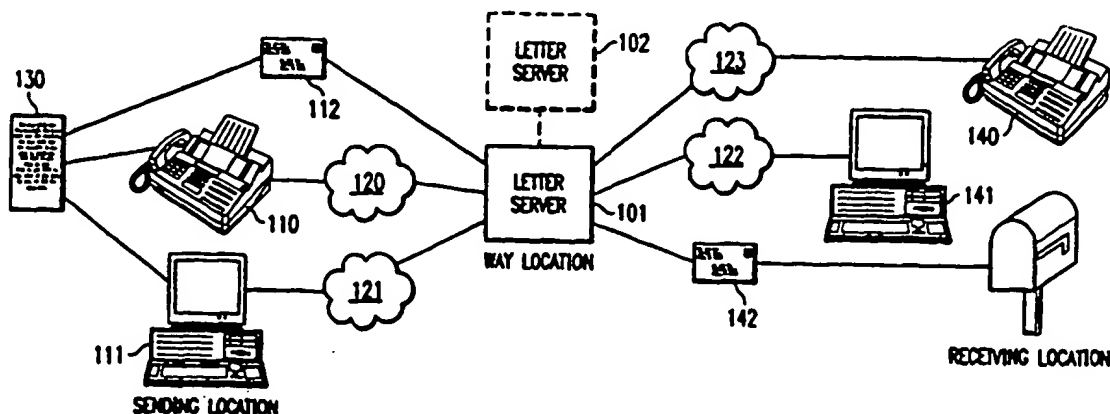 130
112
110
120
111
121
SENDING LOCATION
LETTER
SERVER
102
LETTER
SERVER
101
WAY LOCATION
123
122
142
140
141
RECEIVING LOCATION